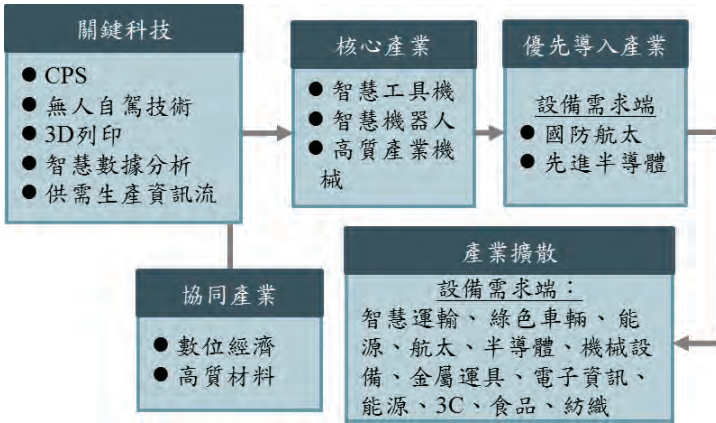 關鍵科技
● CPS
● 無人自駕技術
● 3D列印
● 智慧數據分析
● 供需生產資訊流
核心產業
● 智慧工具機
● 智慧機器人
● 高質產業機
械
優先導入產業
設備需求端
● 國防航太
● 先進半導體
協同產業
● 數位經濟
● 高質材料
產業擴散
設備需求端：
智慧運輸、綠色車輛、能
源、航太、半導體、機械設
備、金屬運具、電子資訊、
能源、3C、食品、紡織